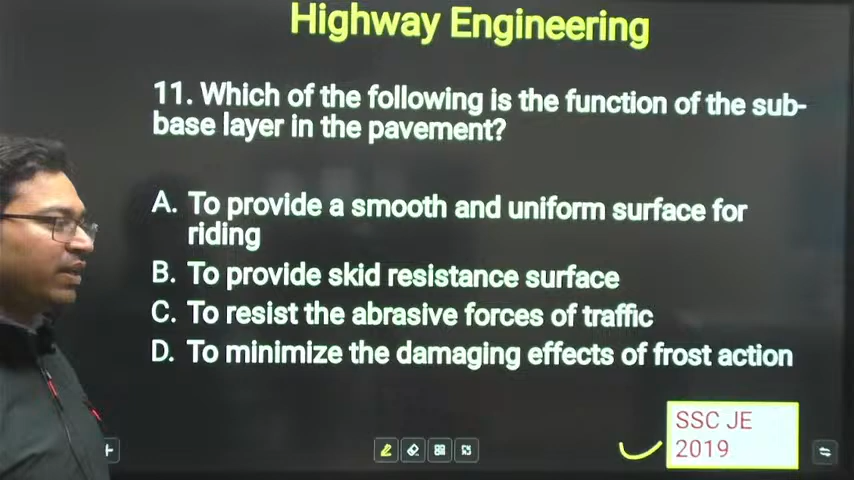 Highway Engineering
11. Which of the following is the function of the sub-
base layer in the pavement?
A. To provide a smooth and uniform surface for
riding
B. To provide skid resistance surface
C. To resist the abrasive forces of traffic
D. To minimize the damaging effects of frost action
SSC JE
2019